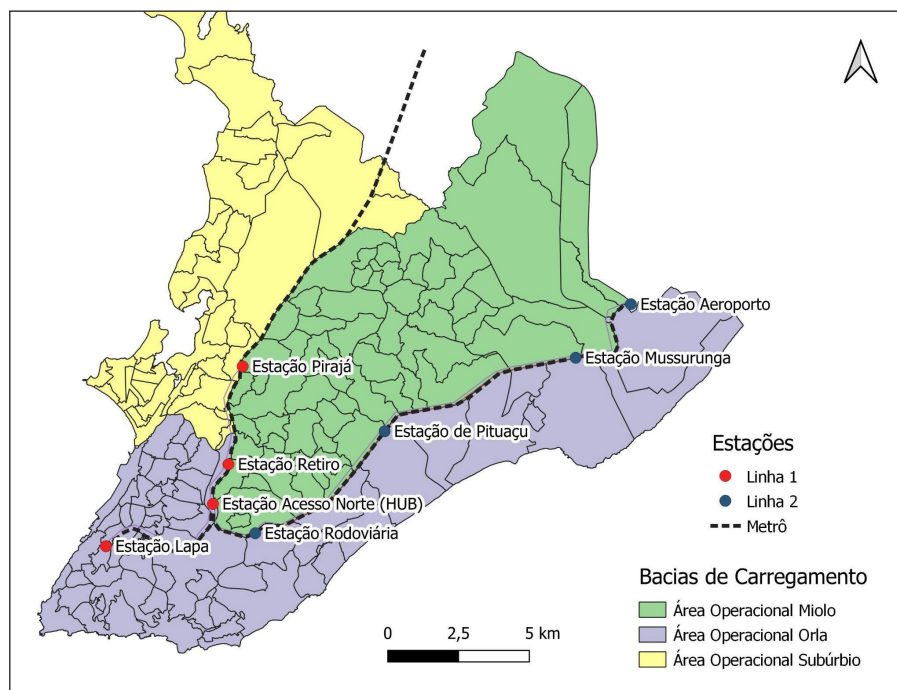 Estação Aeroporto
Estação Mussurunga
Estação Pirajá
Estação de Pituaçu
Estação Retiro
Estação Acesso Norte (HUB)
Estação Rodoviária
Estação Lapa
Estações
Linha 1
Linha 2
Metrô
Bacias de Carregamento
Área Operacional Miolo
Área Operacional Orla
Área Operacional Subúrbio
0 2,5 5 km